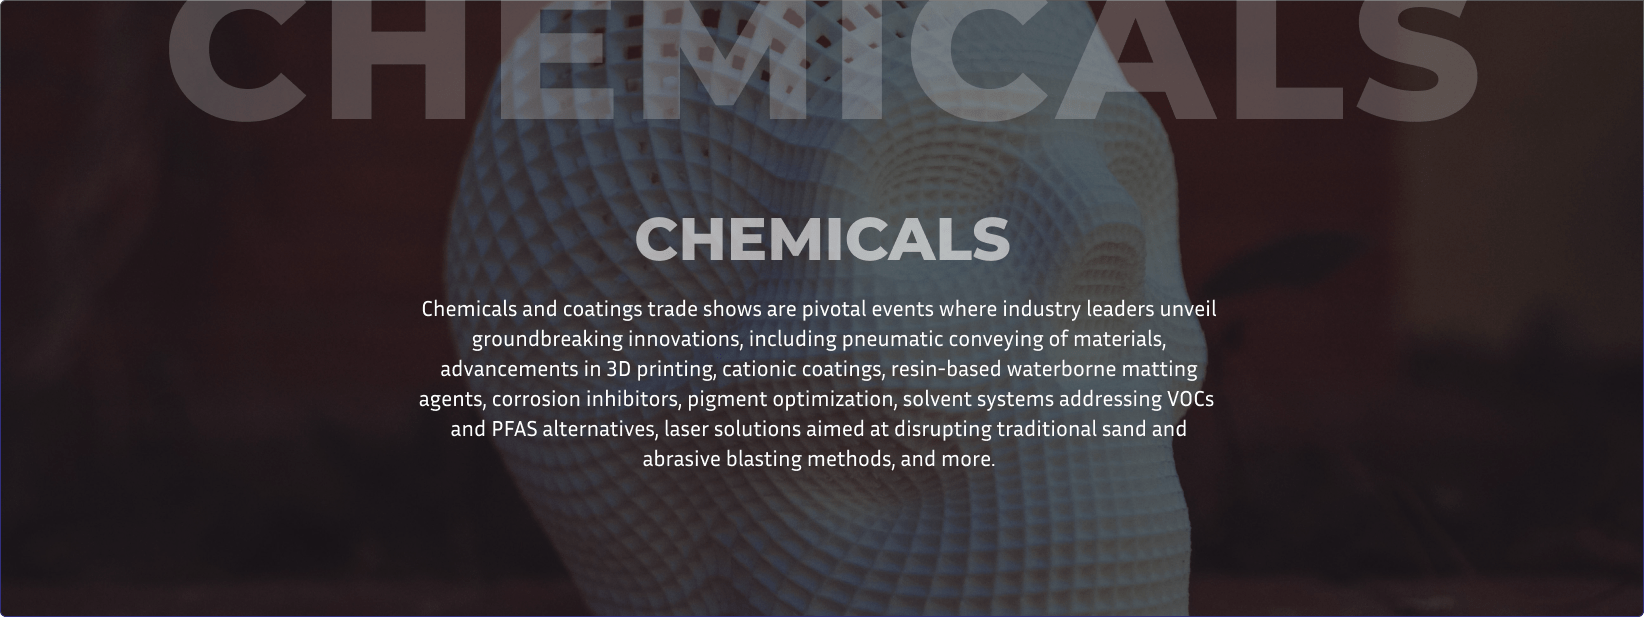 CHEMICALS
CHEMICALS
Chemicals and coatings trade shows are pivotal events where industry leaders unveil
groundbreaking innovations, including pneumatic conveying of materials,
advancements in 3D printing, cationic coatings, resin-based waterborne matting
agents, corrosion inhibitors, pigment optimization, solvent systems addressing VOCs
and PFAS alternatives, laser solutions aimed at disrupting traditional sand and
abrasive blasting methods, and more.